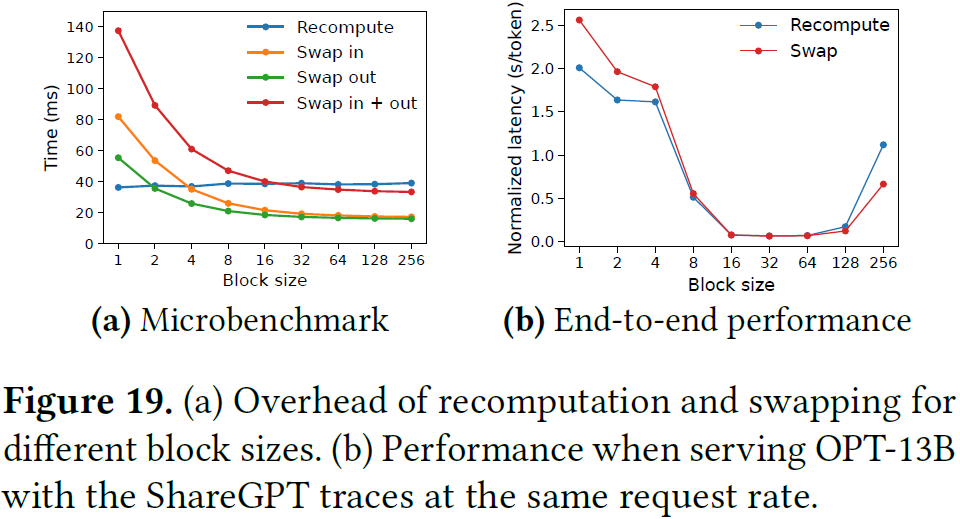 140
120
100
80
60
40
20
0
Time (ms)
Recompute
Swap in
Swap out
Swap in + out
1 2 4 8 16 32 64 128 256
Block size
(a) Microbenchmark
2.5
2.0
1.5
1.0
0.5
0.0
Normalized latency (s/token)
Recompute
Swap
1 2 4 8 16 32 64 128 256
Block size
(b) End-to-end performance
Figure 19. (a) Overhead of recomputation and swapping for
different block sizes. (b) Performance when serving OPT-13B
with the ShareGPT traces at the same request rate.